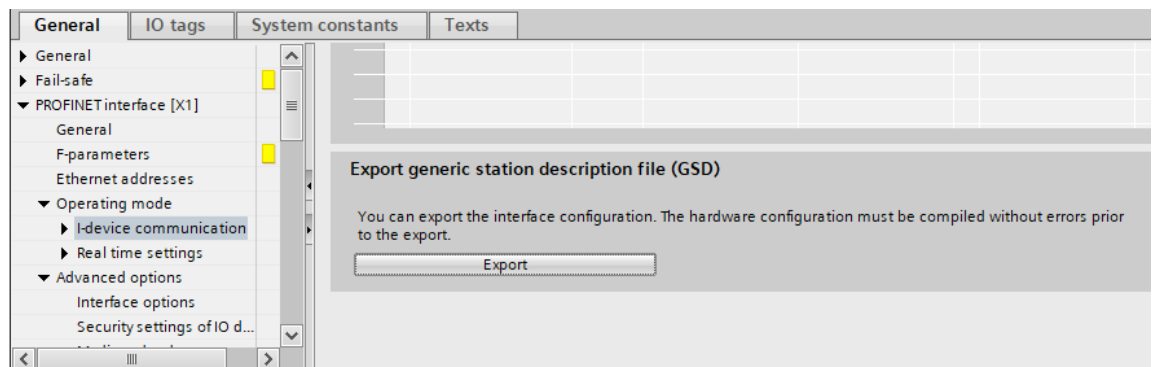 General IO tags System constants Texts
General
Fail-safe
PROFINET interface [X1]
General
F-parameters
Ethernet addresses
Operating mode
I-device communication
Real time settings
Advanced options
Interface options
Security settings of IO d...
Export generic station description file (GSD)
You can export the interface configuration. The hardware configuration must be compiled without errors prior
to the export.
Export